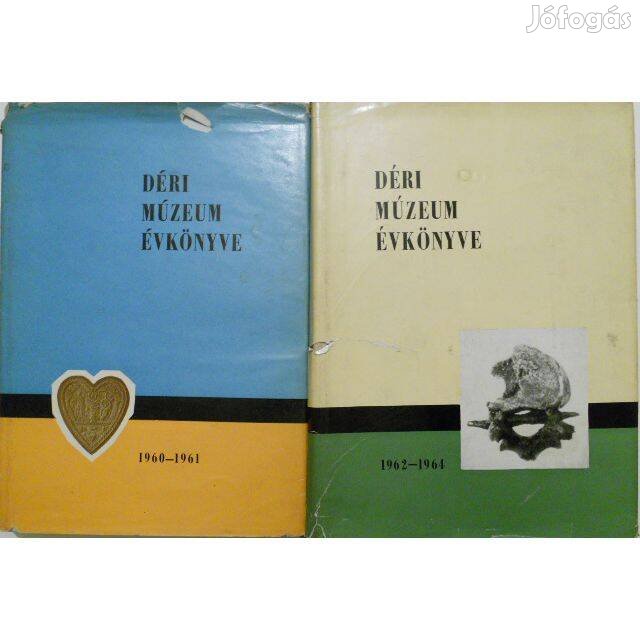 Jófogás
DÉRI
MÚZEUM
ÉVKÖNYVE
1960—1961
DÉRI
MÚZEUM
ÉVKÖNYVE
1962—1964